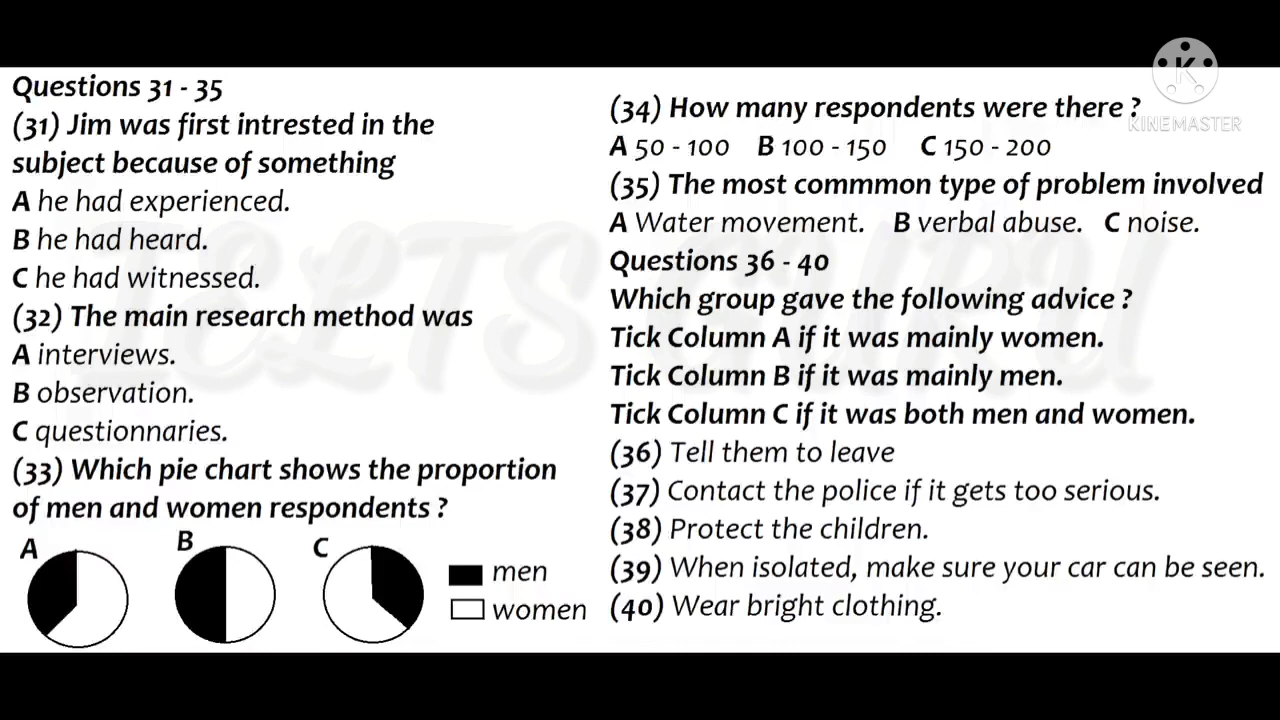 Questions 31 - 35
(31) Jim was first intrested in the
subject because of something
A he had experienced.
B he had heard.
C he had witnessed.
(32) The main research method was
A interviews.
B observation.
C questionnaries.
(33) Which pie chart shows the proportion
of men and women respondents ?
A B C
men
women
(34) How many respondents were there ?
A 50 - 100 B 100 - 150 C 150 - 200
(35) The most commmon type of problem involved
A Water movement. B verbal abuse. C noise.
Questions 36 - 40
Which group gave the following advice ?
Tick Column A if it was mainly women.
Tick Column B if it was mainly men.
Tick Column C if it was both men and women.
(36) Tell them to leave
(37) Contact the police if it gets too serious.
(38) Protect the children.
(39) When isolated, make sure your car can be seen.
(40) Wear bright clothing.
K
KINEMASTER
IELTS GURU